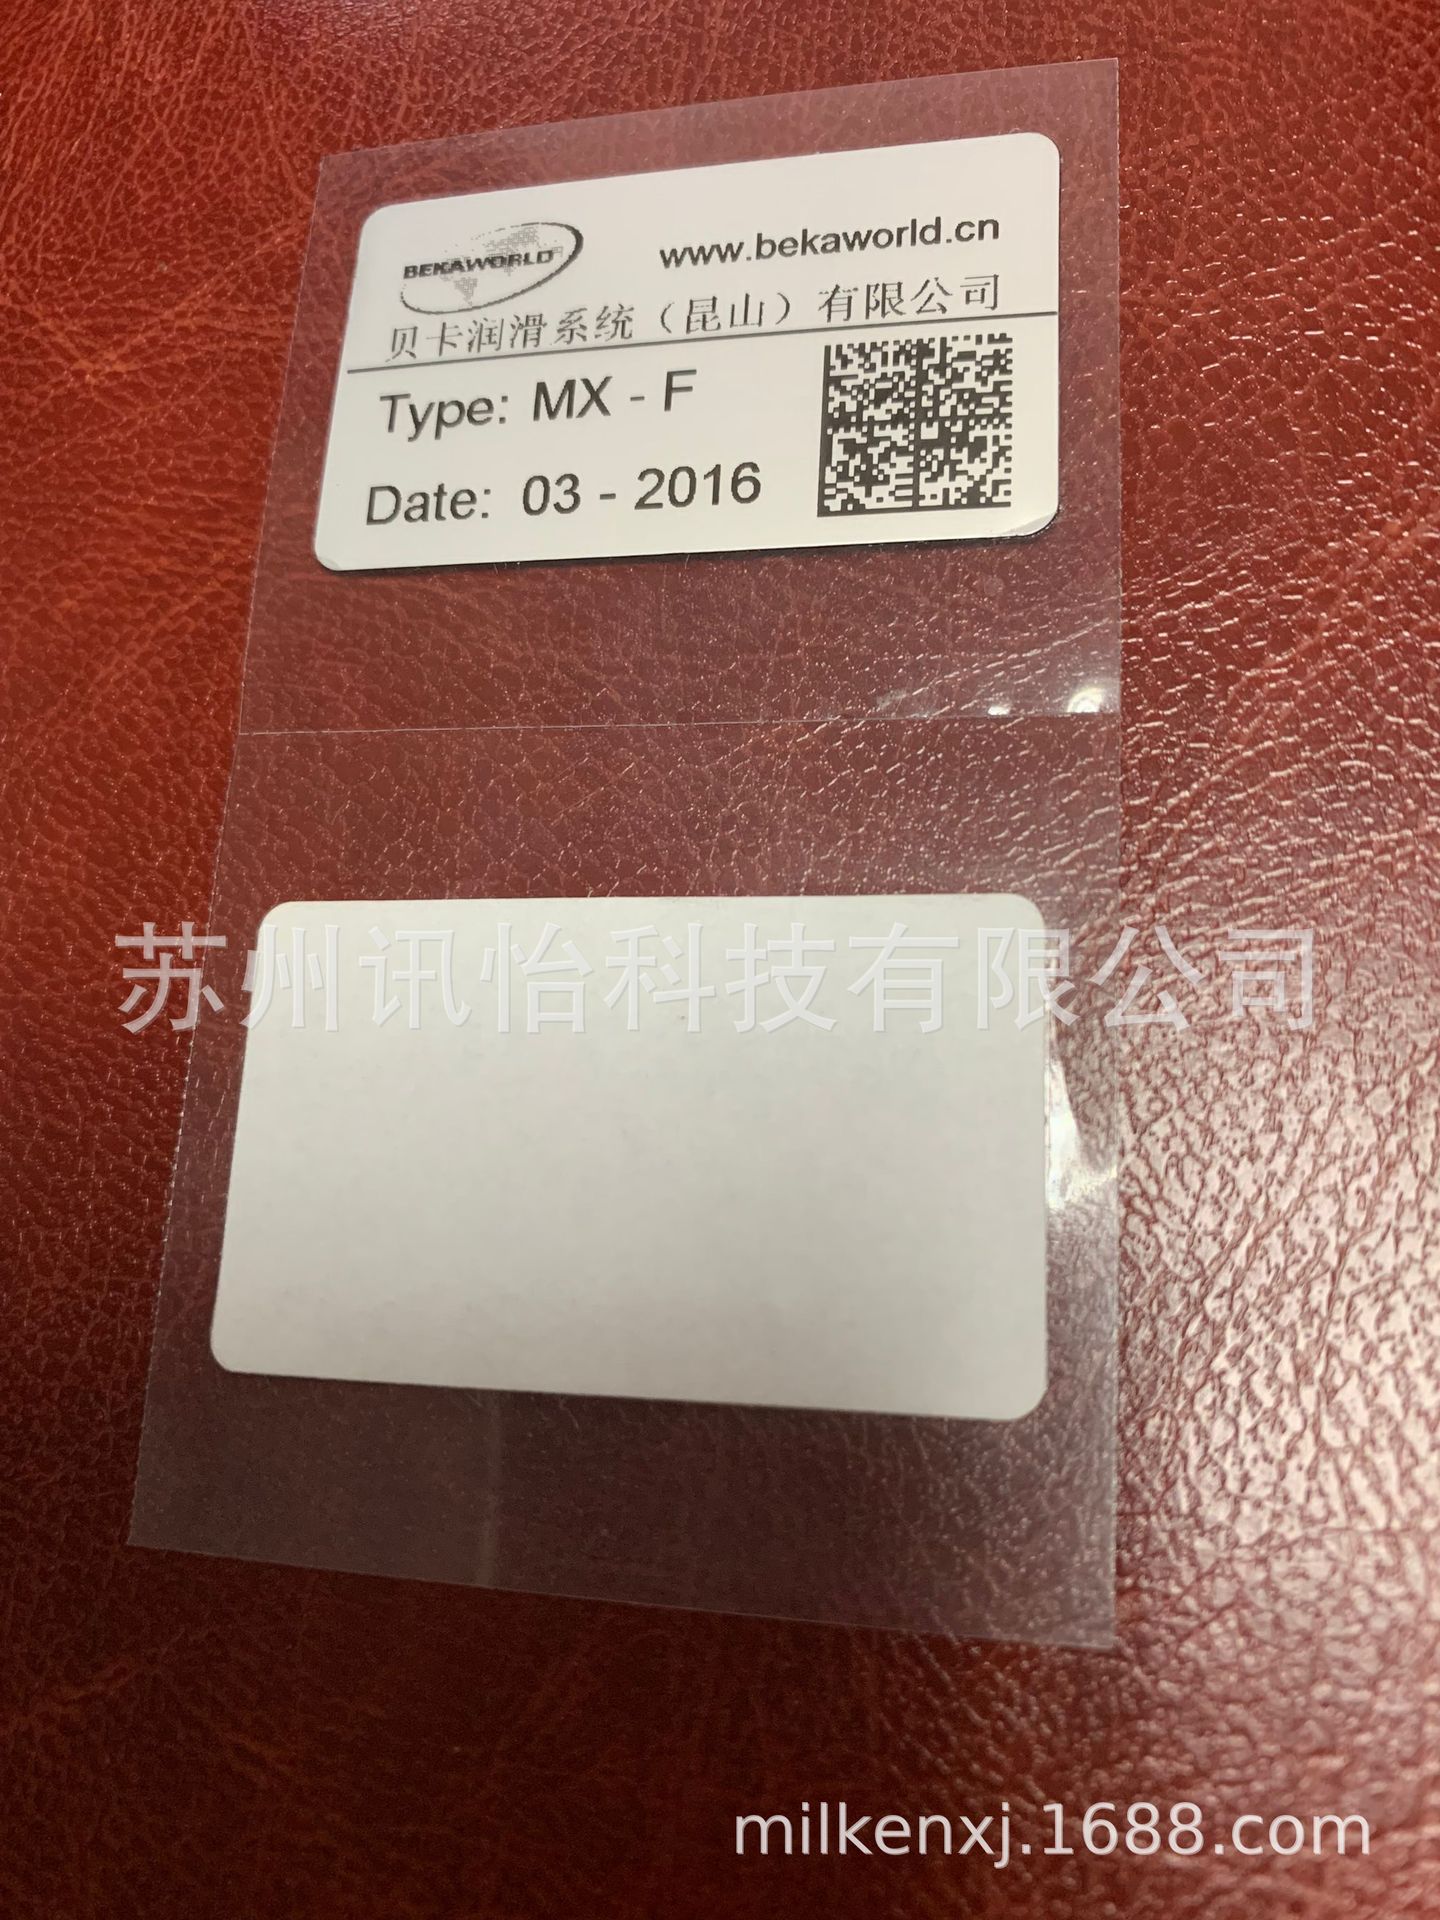 BEKAWORLD
www.bekaworld.cn
贝卡润滑系统（昆山）有限公司
Type: MX - F
Date: 03 - 2016
苏州讯怡科技有限公司
milkenxj.1688.com